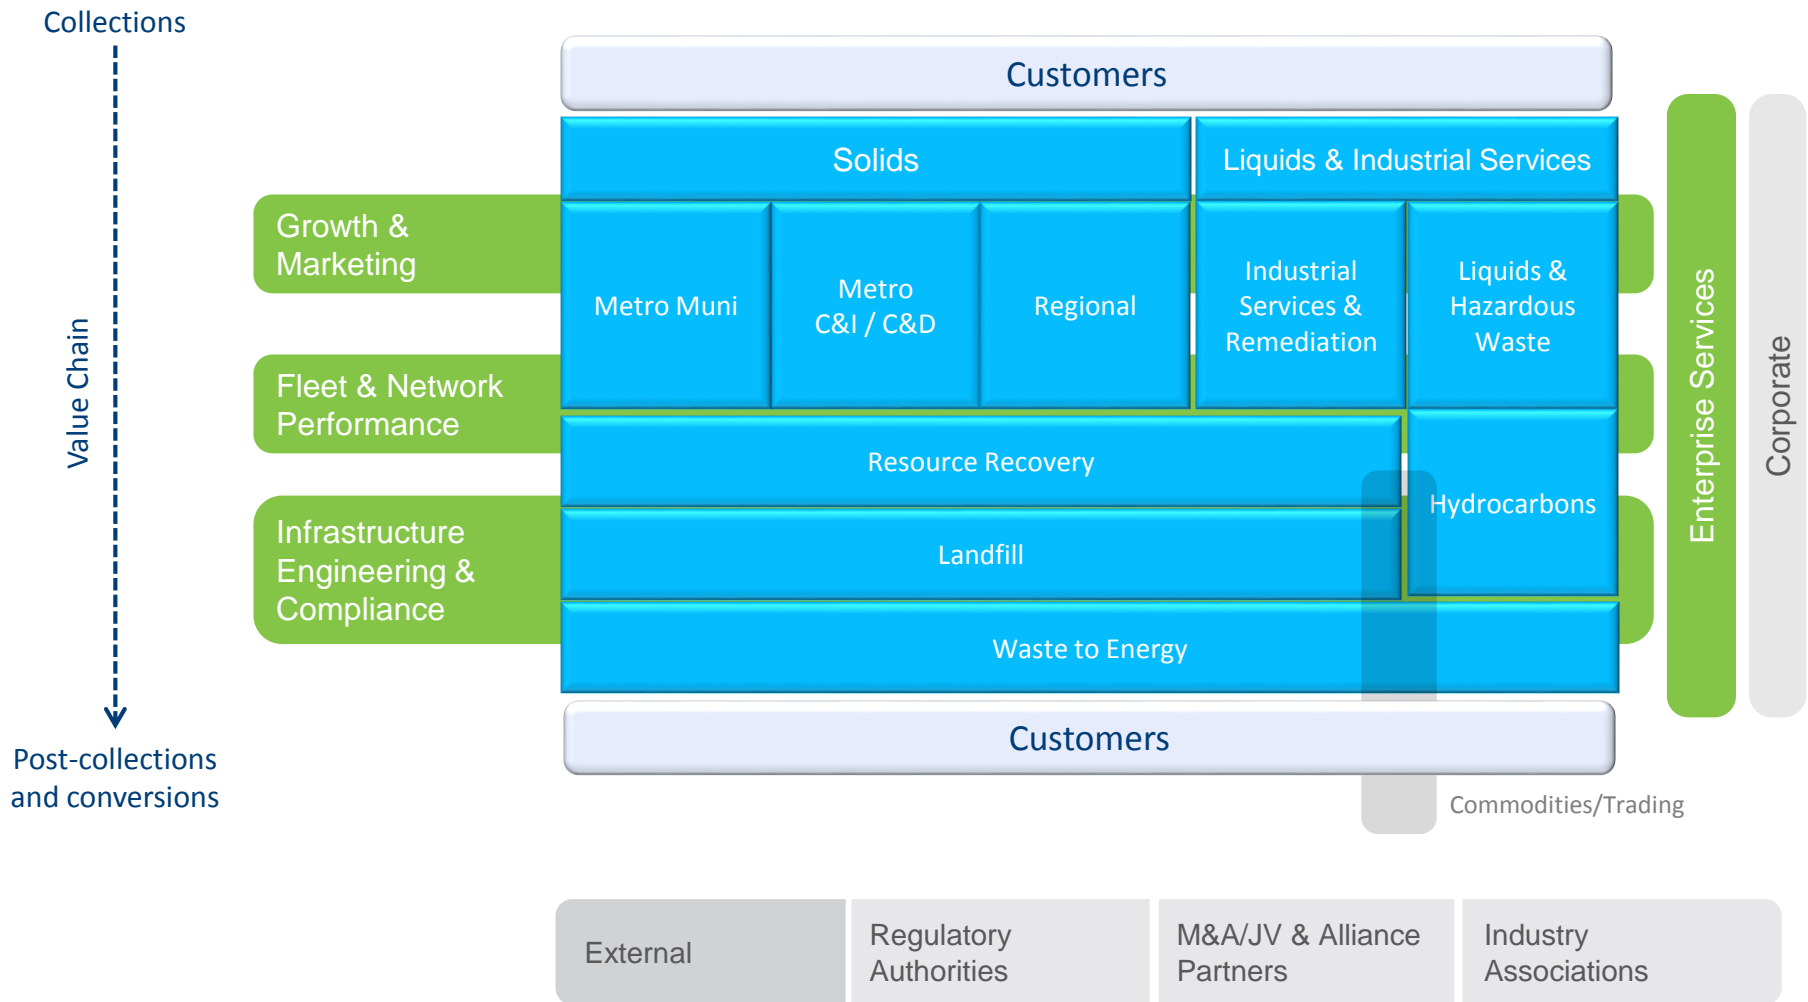 Collections
Value Chain
Post-collections
and conversions
Customers
Solids
Liquids & Industrial Services
Growth &
Marketing
Metro Muni
Metro
C&I / C&D
Regional
Industrial
Services &
Remediation
Liquids &
Hazardous
Waste
Fleet & Network
Performance
Resource Recovery
Hydrocarbons
Infrastructure
Engineering &
Compliance
Landfill
Waste to Energy
Customers
Enterprise Services
Corporate
Commodities/Trading
External
Regulatory
Authorities
M&A/JV & Alliance
Partners
Industry
Associations